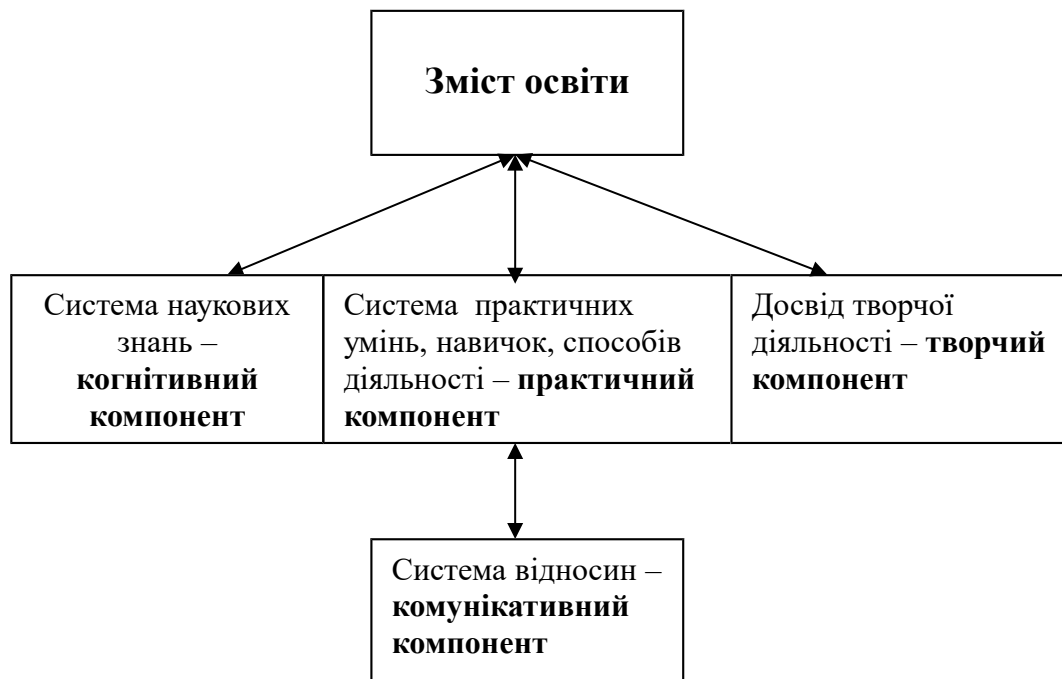 Зміст освіти
Система наукових
знань –
когнітивний
компонент
Система практичних
умінь, навичок, способів
діяльності – практичний
компонент
Досвід творчої
діяльності – творчий
компонент
Система відносин –
комунікативний
компонент